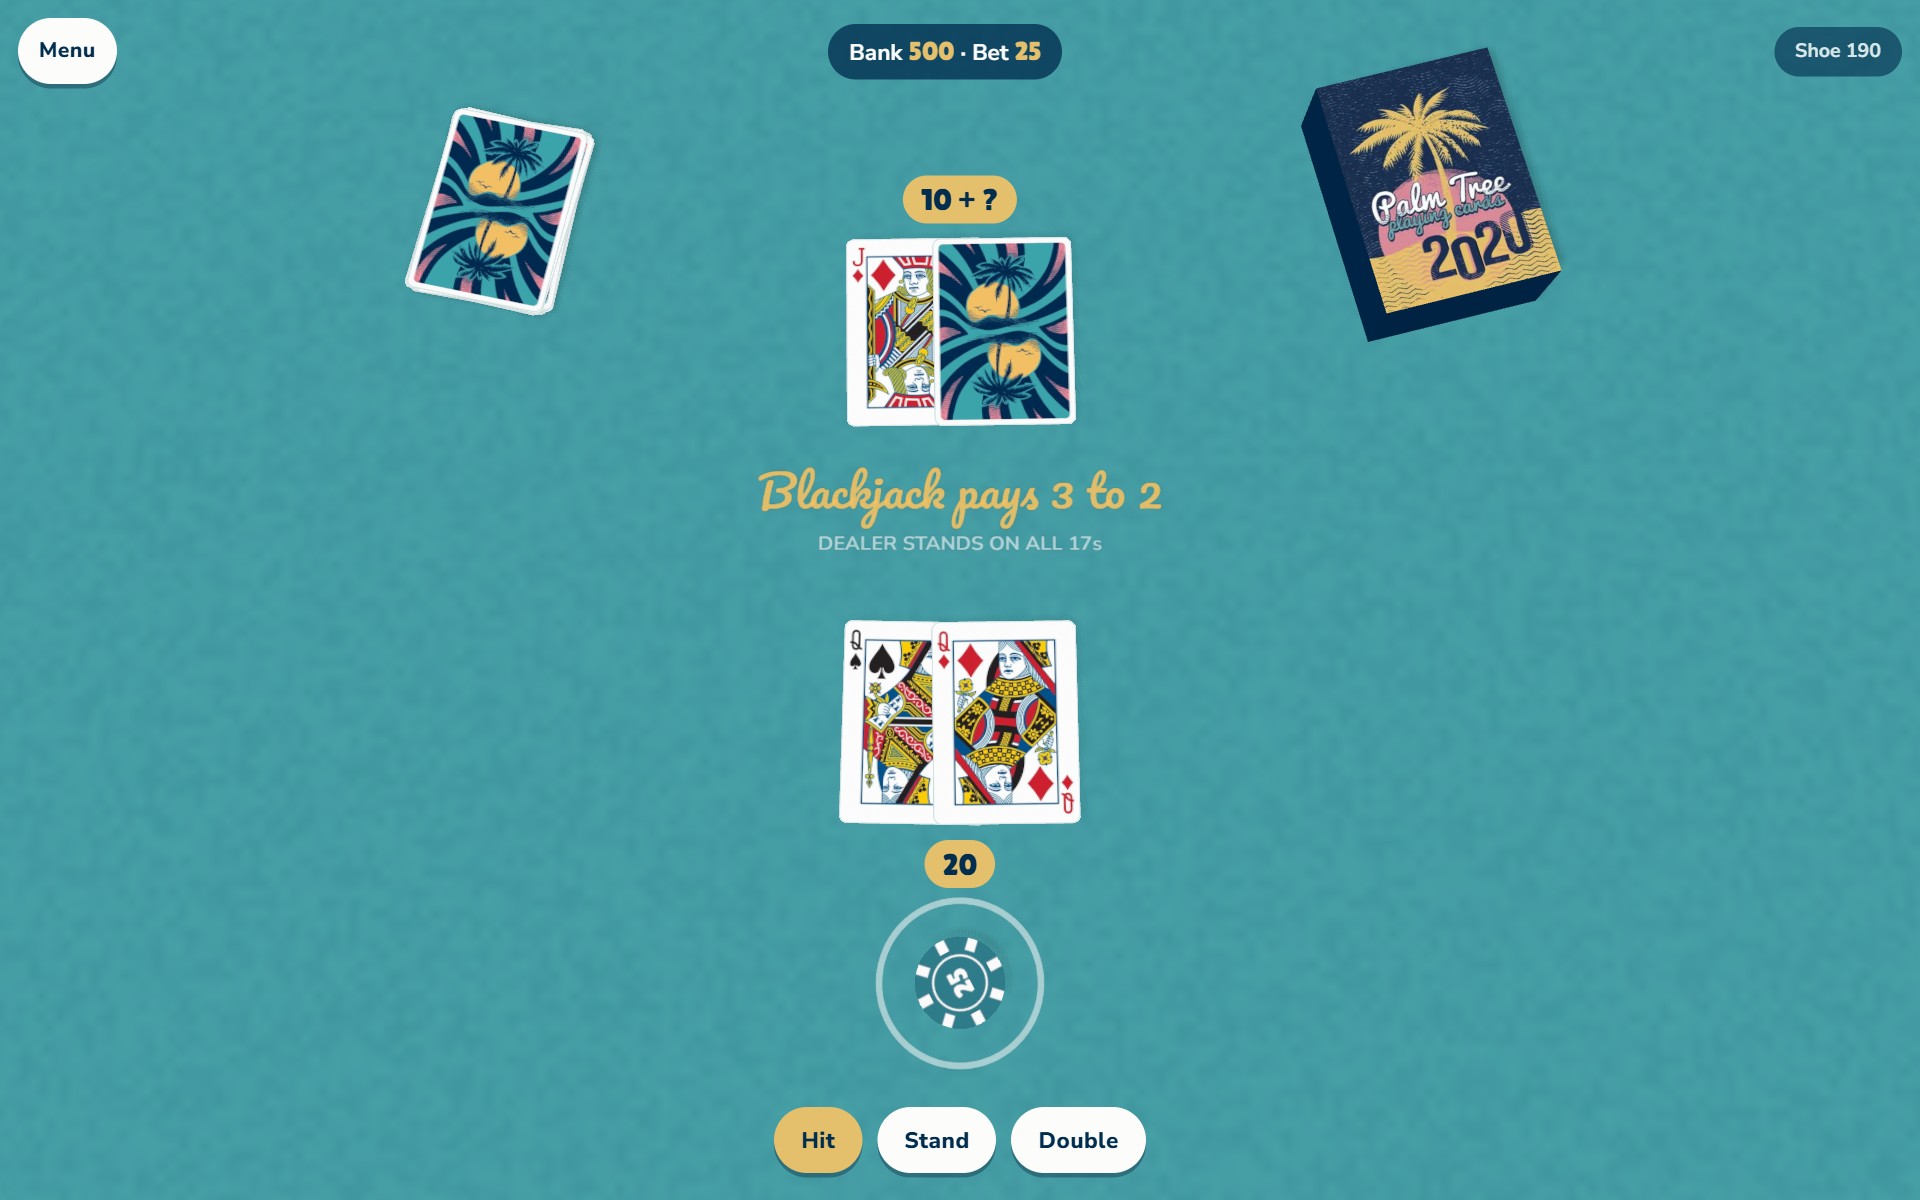 Menu
Bank 500 · Bet 25
Shoe 190
Palm Tree
playing cards
2020
10 + ?
J
Blackjack pays 3 to 2
DEALER STANDS ON ALL 17s
Q
Q
Q
20
25
Hit
Stand
Double